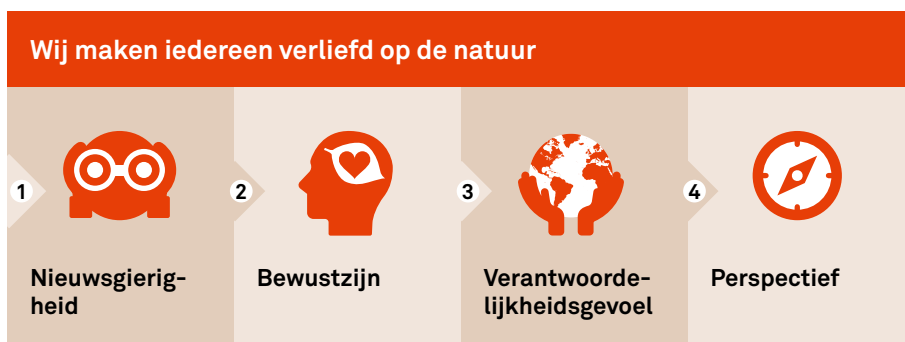 Wij maken iedereen verliefd op de natuur
1
2
3
4
Nieuwsgierig-
heid
Bewustzijn
Verantwoorde-
lijkheidsgevoel
Perspectief